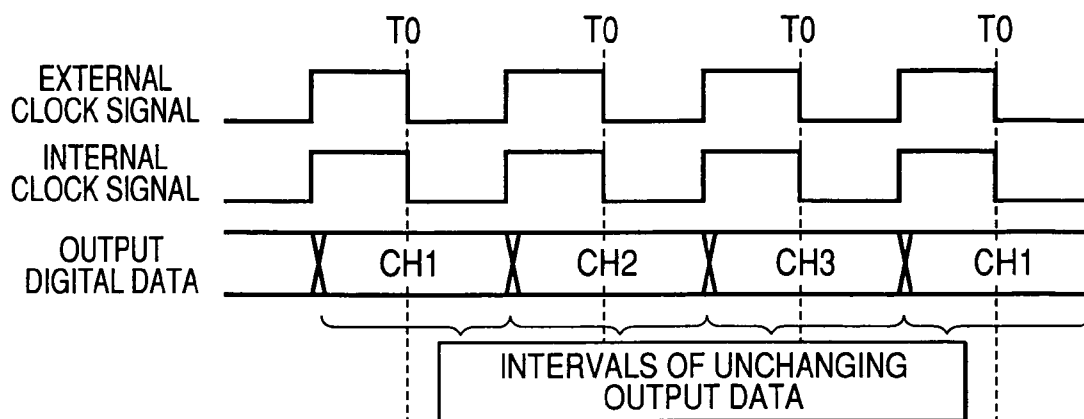 T0 T0 T0 T0
EXTERNAL
CLOCK SIGNAL
INTERNAL
CLOCK SIGNAL
OUTPUT
DIGITAL DATA
CH1 CH2 CH3 CH1
INTERVALS OF UNCHANGING
OUTPUT DATA